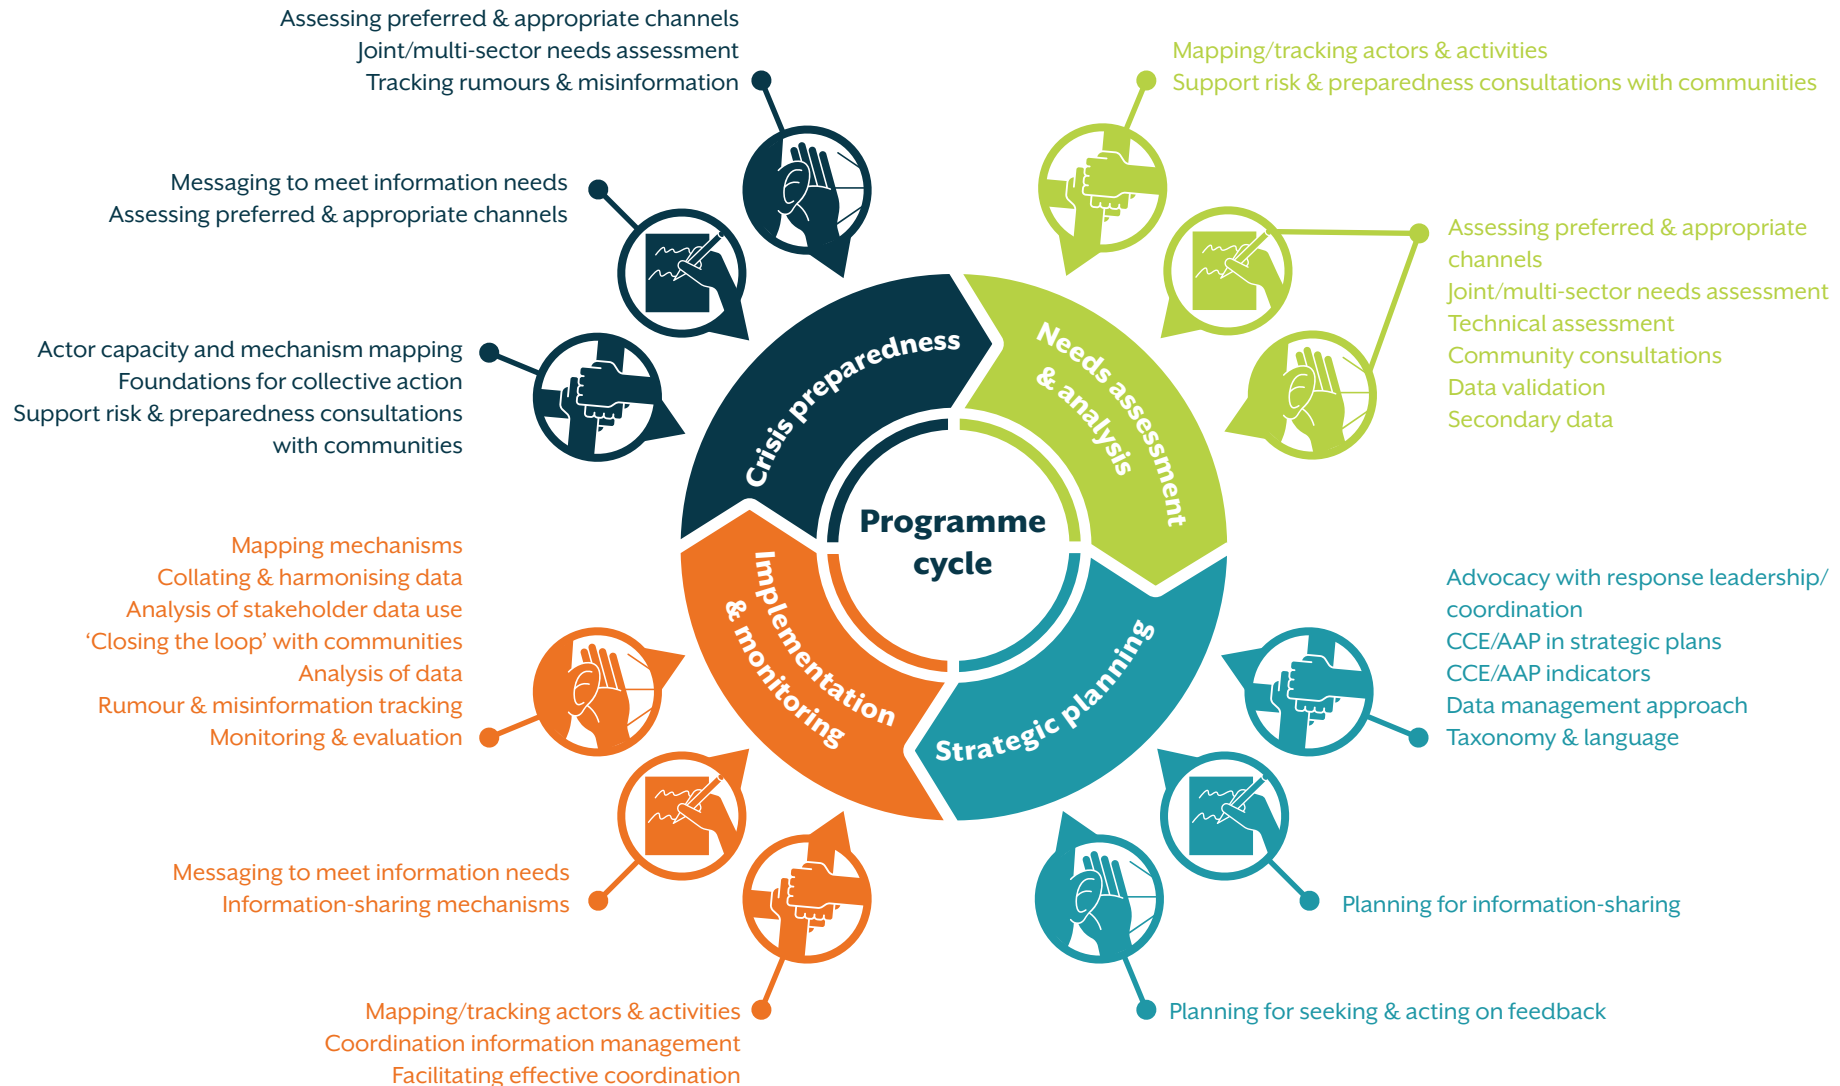 Assessing preferred & appropriate channels
Joint/multi-sector needs assessment
Tracking rumours & misinformation
Messaging to meet information needs
Assessing preferred & appropriate channels
Actor capacity and mechanism mapping
Foundations for collective action
Support risk & preparedness consultations
with communities
Mapping/tracking actors & activities
Support risk & preparedness consultations with communities
Assessing preferred & appropriate
channels
Joint/multi-sector needs assessment
Technical assessment
Community consultations
Data validation
Secondary data
Crisis preparedness
Needs assessment
& analysis
Programme
cycle
Implementation
& monitoring
Strategic planning
Mapping mechanisms
Collating & harmonising data
Analysis of stakeholder data use
‘Closing the loop’ with communities
Analysis of data
Rumour & misinformation tracking
Monitoring & evaluation
Messaging to meet information needs
Information-sharing mechanisms
Mapping/tracking actors & activities
Coordination information management
Facilitating effective coordination
Advocacy with response leadership/
coordination
CCE/AAP in strategic plans
CCE/AAP indicators
Data management approach
Taxonomy & language
Planning for information-sharing
Planning for seeking & acting on feedback